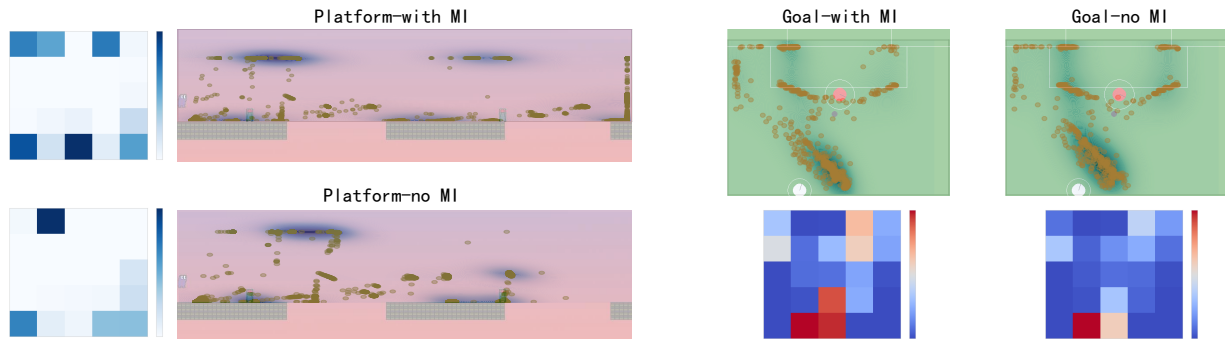 Platform-with MI
Goal-with MI
Goal-no MI
Platform-no MI